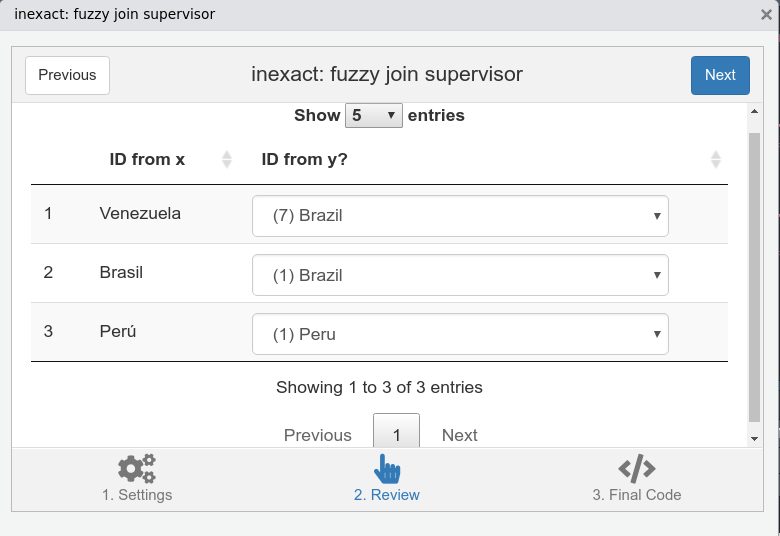 inexact: fuzzy join supervisor
Previous inexact: fuzzy join supervisor Next
Show 5 entries
ID from x ID from y?
1 Venezuela (7) Brazil
2 Brasil (1) Brazil
3 Perú (1) Peru
Showing 1 to 3 of 3 entries
Previous 1 Next
1. Settings 2. Review 3. Final Code